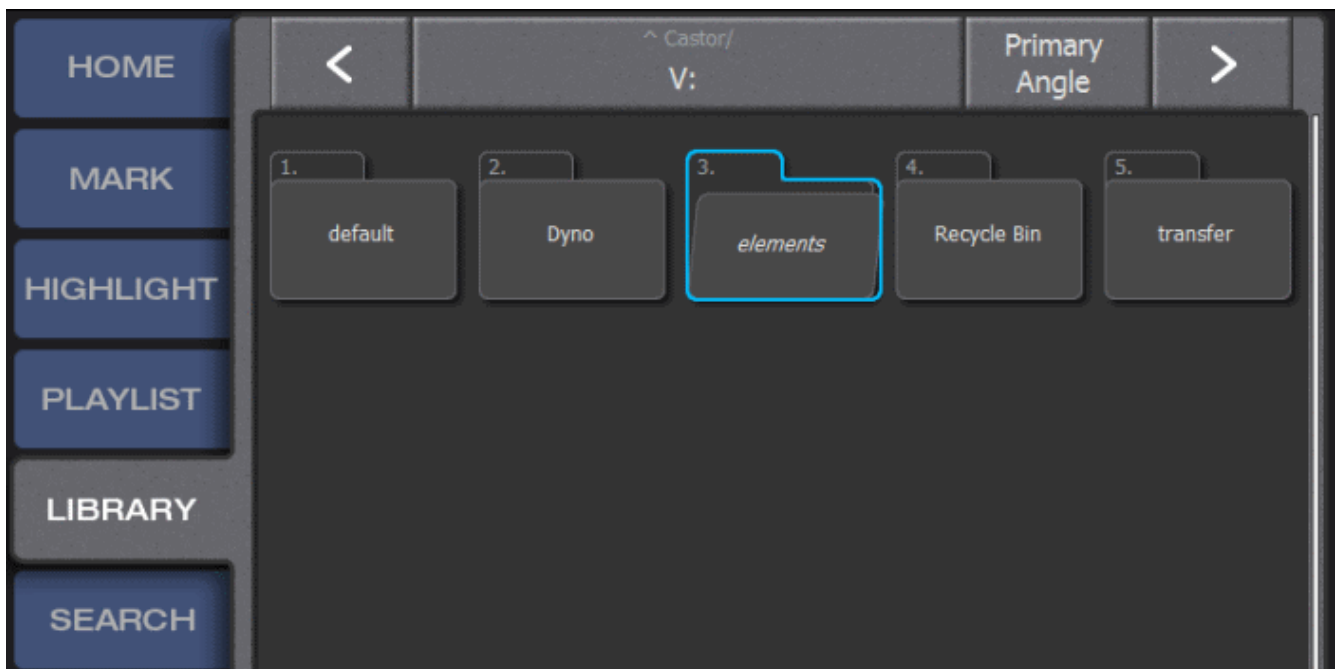 HOME
MARK
HIGHLIGHT
PLAYLIST
LIBRARY
SEARCH
<
^ Castor/
V:
Primary
Angle
>
1.
default
2.
Dyno
3.
elements
4.
Recycle Bin
5.
transfer